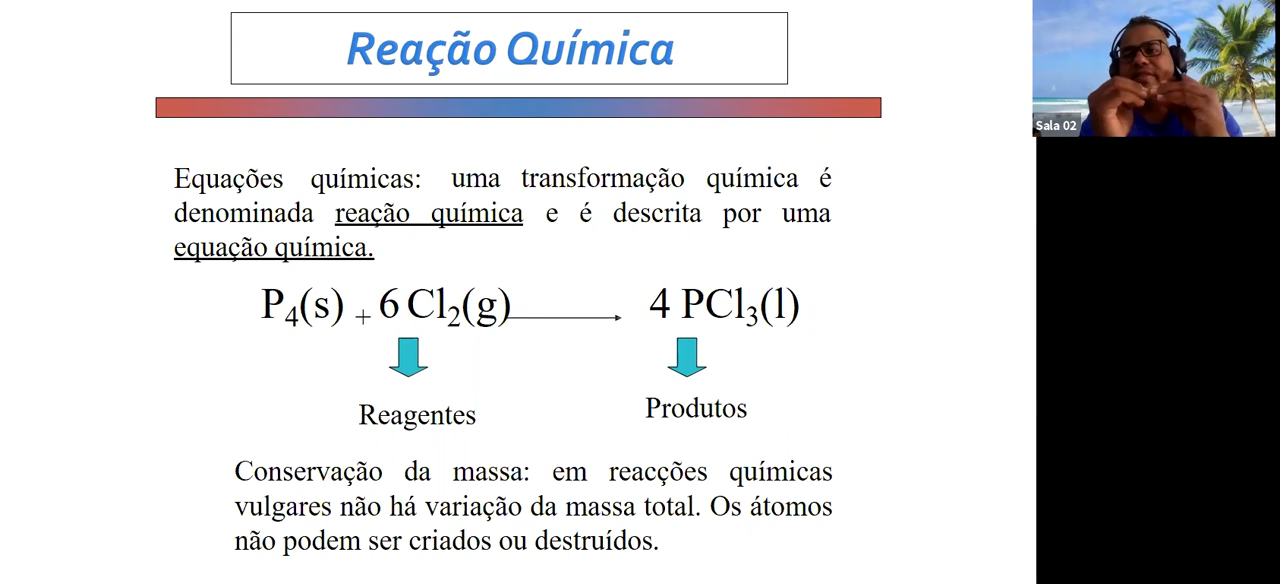 Reação Química
Sala 02
Equações químicas: uma transformação química é
denominada reação química e é descrita por uma
equação química.
P₄(s) + 6 Cl₂(g) → 4 PCl₃(l)
Reagentes
Produtos
Conservação da massa: em reacções químicas
vulgares não há variação da massa total. Os átomos
não podem ser criados ou destruídos.